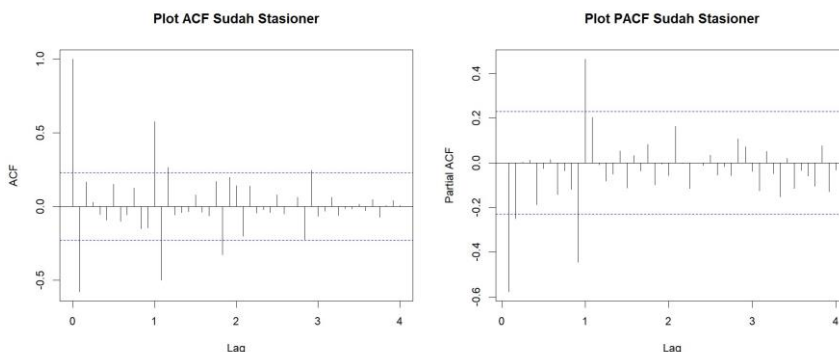 Plot ACF Sudah Stasioner
ACF
1.0
0.5
0.0
-0.5
0 1 2 3 4
Lag
Plot PACF Sudah Stasioner
Partial ACF
0.4
0.2
0.0
-0.2
-0.4
-0.6
0 1 2 3 4
Lag